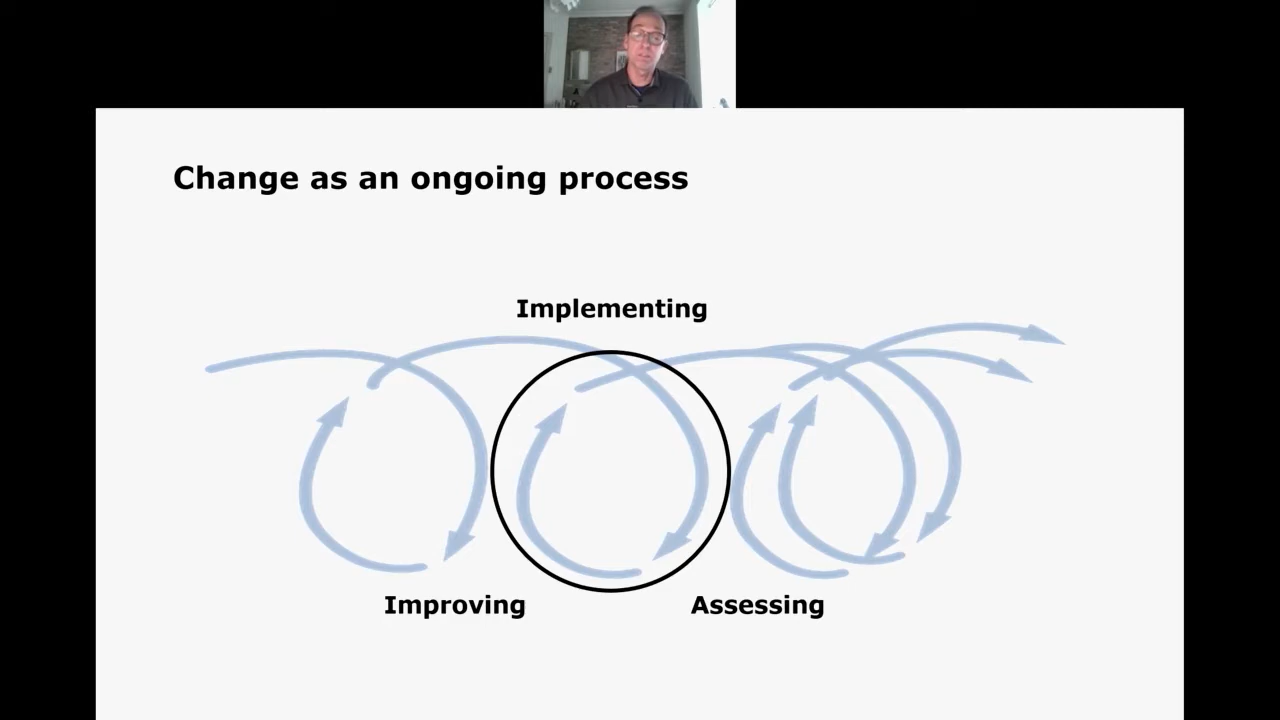 Change as an ongoing process
Implementing
Improving
Assessing